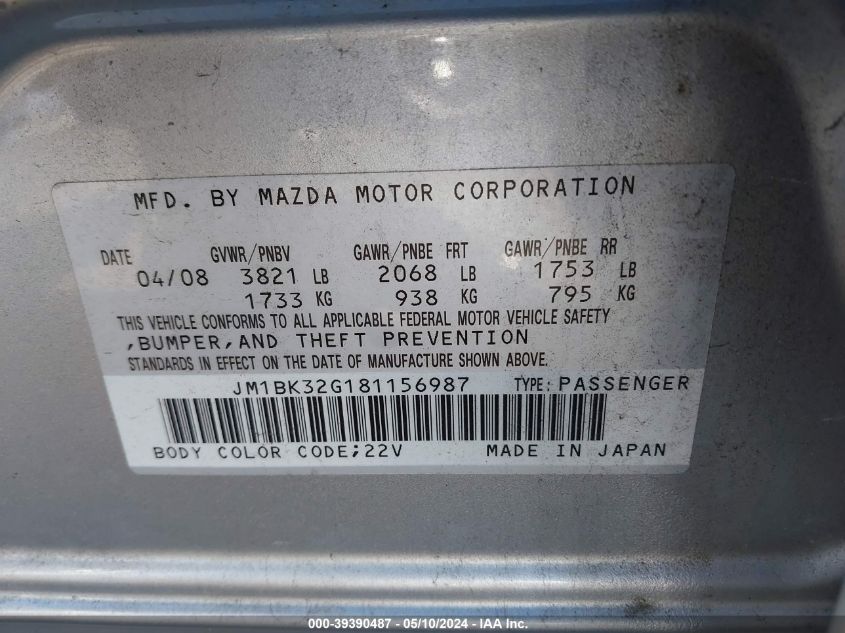 MFD. BY MAZDA MOTOR CORPORATION
DATE GVWR/PNBV GAWR/PNBE FRT GAWR/PNBE RR
04/08 3821 LB 2068 LB 1753 LB
1733 KG 938 KG 795 KG
THIS VEHICLE CONFORMS TO ALL APPLICABLE FEDERAL MOTOR VEHICLE SAFETY
,BUMPER,AND THEFT PREVENTION
STANDARDS IN EFFECT ON THE DATE OF MANUFACTURE SHOWN ABOVE.
JM1BK32G181156987 TYPE: PASSENGER
BODY COLOR CODE;22V MADE IN JAPAN
000-39390487 - 05/10/2024 - IAA Inc.